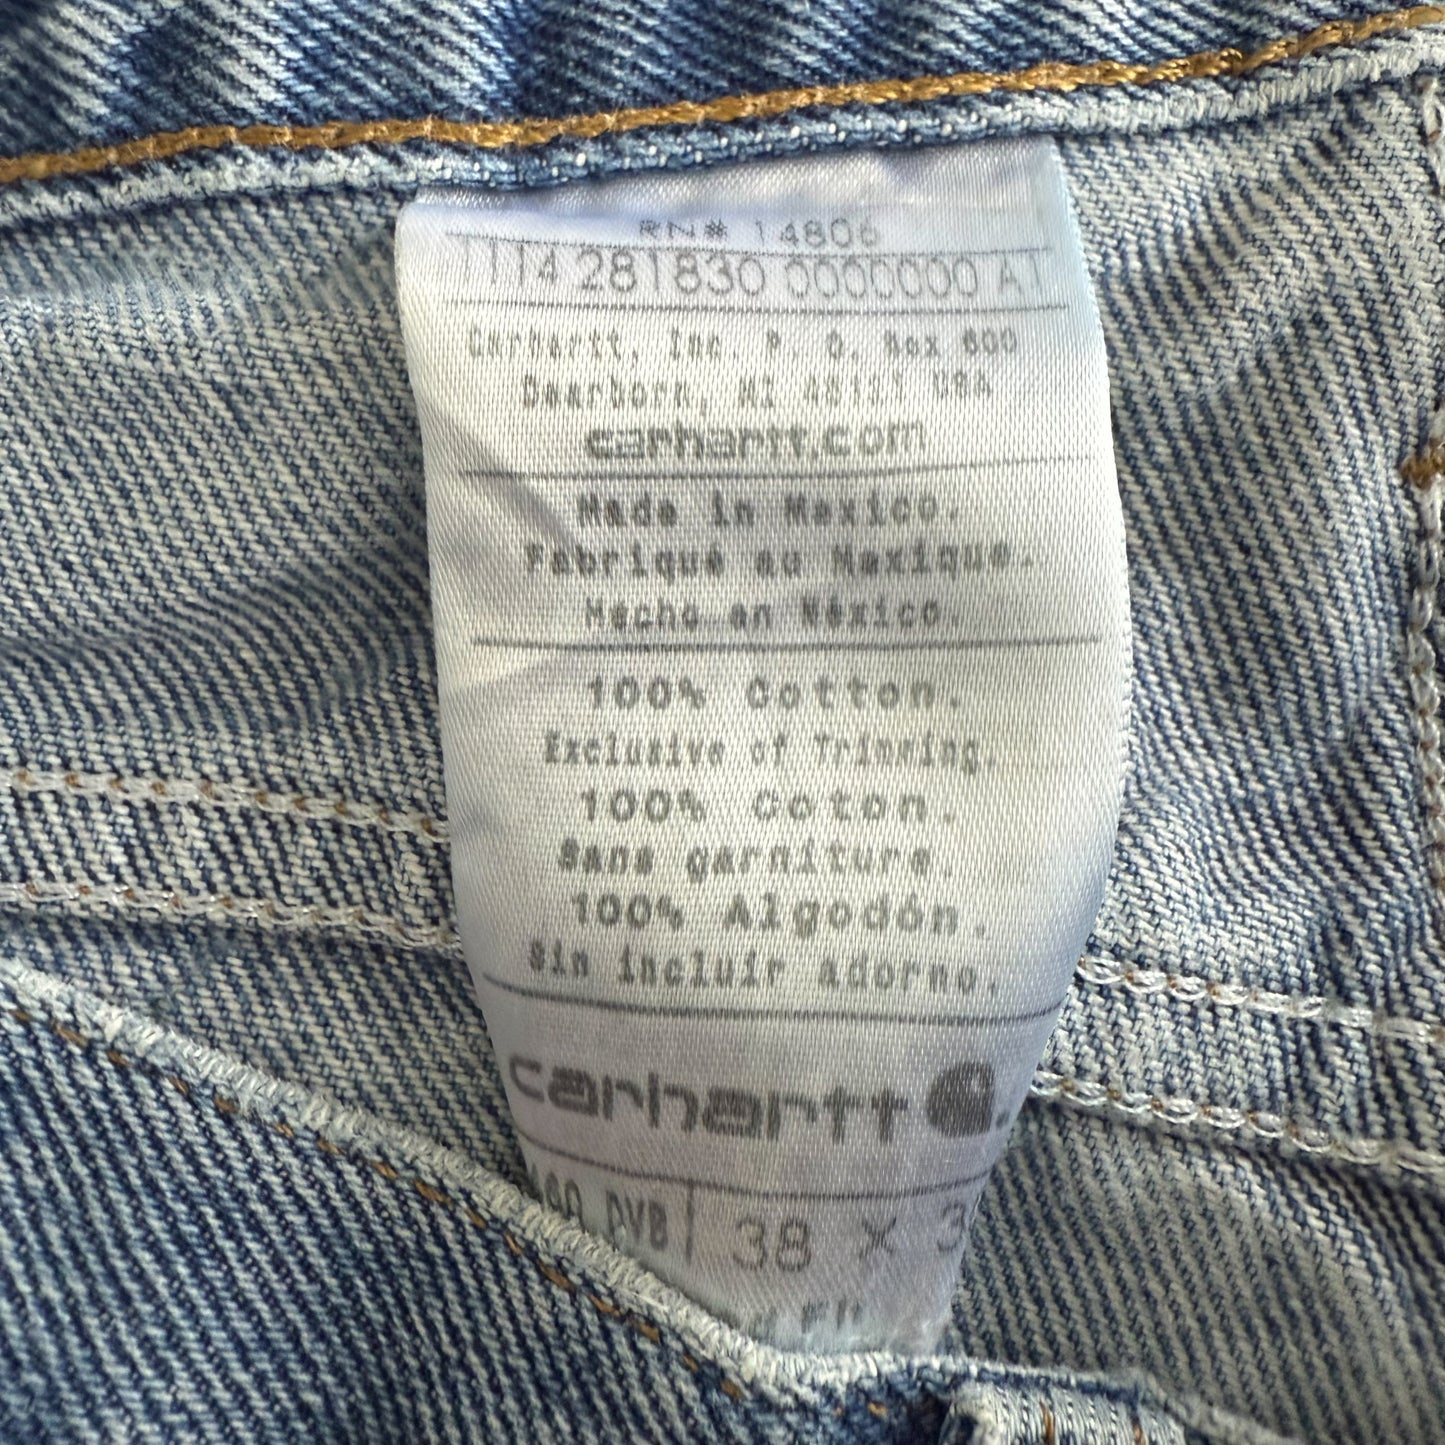 RN# 14806
1114 281830 0000000 A1
Carhartt, Inc. P. O. Box 600
Dearborn, MI 48121 USA
carhartt.com
Made in Mexico.
Fabriqué au Mexique.
Hecho en México.
100% Cotton.
Exclusive of Trimming.
100% Coton.
Sans garniture.
100% Algodón.
Sin incluir adorno.
carhartt
DVB 38 X